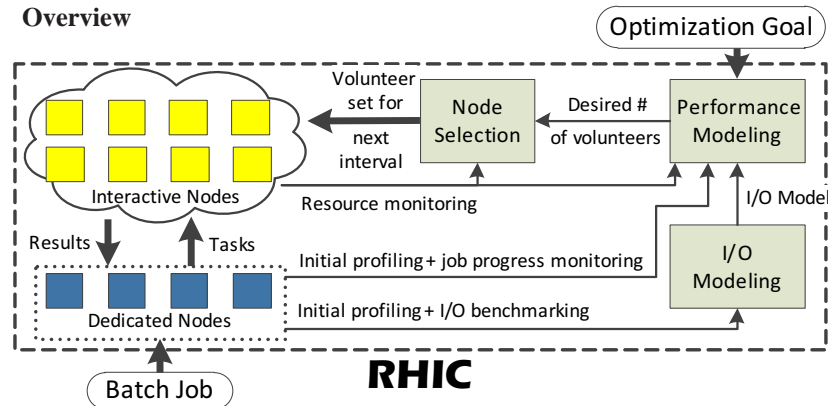 Overview
Optimization Goal
Volunteer
set for
next
interval
Node
Selection
Desired #
of volunteers
Performance
Modeling
Interactive Nodes
Resource monitoring
I/O Model
Results
Tasks
Initial profiling+ job progress monitoring
I/O
Modeling
Dedicated Nodes
Initial profiling+ I/O benchmarking
Batch Job
RHIC